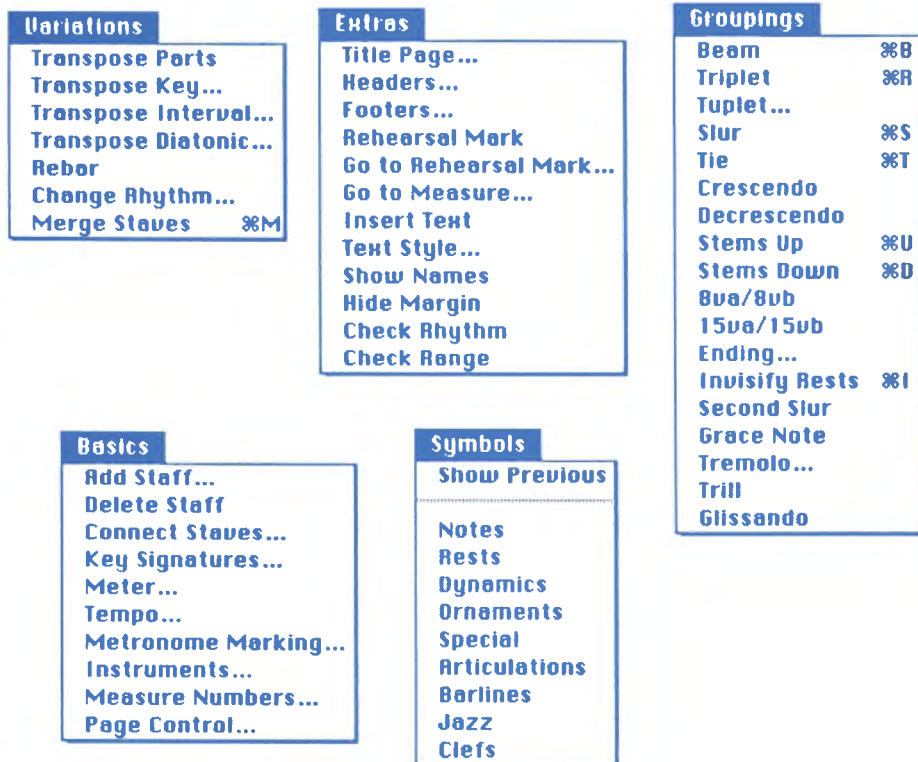 Variations
Transpose Parts
Transpose Key...
Transpose Interval...
Transpose Diatonic...
Rebar
Change Rhythm...
Merge Staves ⌘M
Extras
Title Page...
Headers...
Footers...
Rehearsal Mark
Go to Rehearsal Mark...
Go to Measure...
Insert Text
Text Style...
Show Names
Hide Margin
Check Rhythm
Check Range
Groupings
Beam ⌘B
Triplet ⌘R
Tuplet...
Slur ⌘S
Tie ⌘T
Crescendo
Decrescendo
Stems Up ⌘U
Stems Down ⌘D
8va/8vb
15va/15vb
Ending...
Invisify Rests ⌘I
Second Slur
Grace Note
Tremolo...
Trill
Glissando
Basics
Add Staff...
Delete Staff
Connect Staves...
Key Signatures...
Meter...
Tempo...
Metronome Marking...
Instruments...
Measure Numbers...
Page Control...
Symbols
Show Previous
Notes
Rests
Dynamics
Ornaments
Special
Articulations
Barlines
Jazz
Clefs